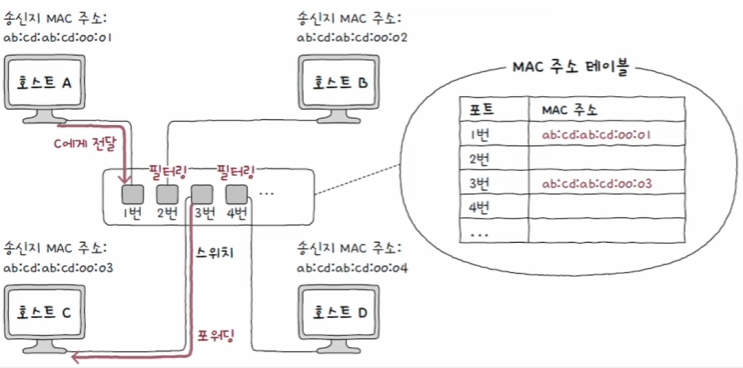 송신지 MAC 주소:
ab:cd:ab:cd:00:01
호스트 A
송신지 MAC 주소:
ab:cd:ab:cd:00:02
호스트 B
C에게 전달
필터링
필터링
1번
2번
3번
4번
...
스위치
송신지 MAC 주소:
ab:cd:ab:cd:00:03
호스트 C
포워딩
송신지 MAC 주소:
ab:cd:ab:cd:00:04
호스트 D
MAC 주소 테이블
포트 MAC 주소
1번 ab:cd:ab:cd:00:01
2번
3번 ab:cd:ab:cd:00:03
4번
...